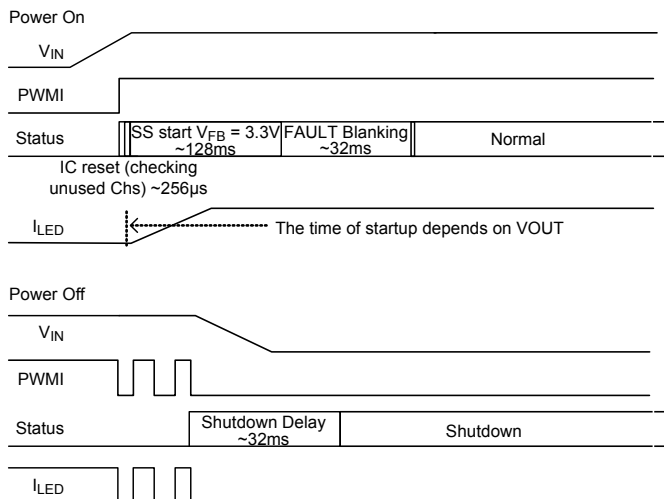 Power On
VIN
PWMI
Status
SS start VFB = 3.3V
~128ms
FAULT Blanking
~32ms
Normal
IC reset (checking
unused Chs) ~256µs
ILED
The time of startup depends on VOUT
Power Off
VIN
PWMI
Status
Shutdown Delay
~32ms
Shutdown
ILED